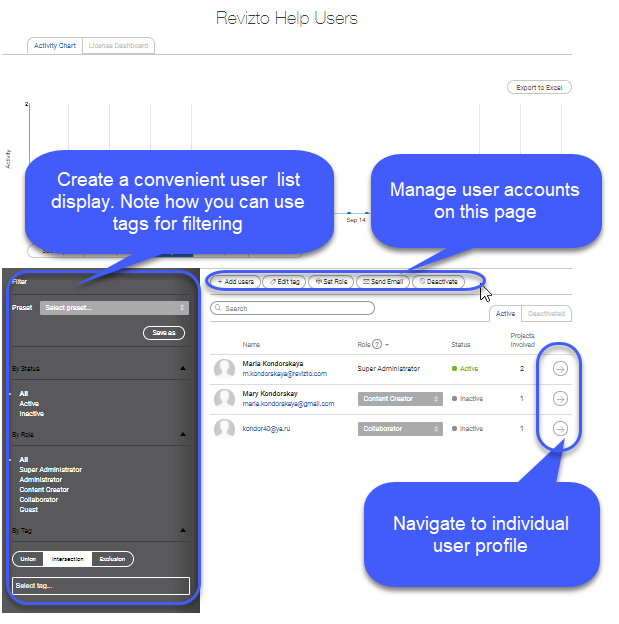 Revizto Help Users
Activity Chart
License Dashboard
Export to Excel
2
Activity
Create a convenient user list
display. Note how you can use
tags for filtering
Manage user accounts
on this page
Sep 14
Filter
Preset
Select preset...
Save as
By Status
All
Active
Inactive
By Role
All
Super Administrator
Administrator
Content Creator
Collaborator
Guest
By Tag
Union
Intersection
Exclusion
Select tag...
+ Add users
Edit tag
Set Role
Send Email
Deactivate
Search
Active
Deactivated
Name
Role ?
Status
Projects
Involved
Maria Kondorskaya
m.kondorskaya@revizto.com
Super Administrator
Active
2
Mary Kondorskay
maria.kondorskaya@gmail.com
Content Creator
Inactive
1
kondor40@ya.ru
Collaborator
Inactive
1
Navigate to individual
user profile